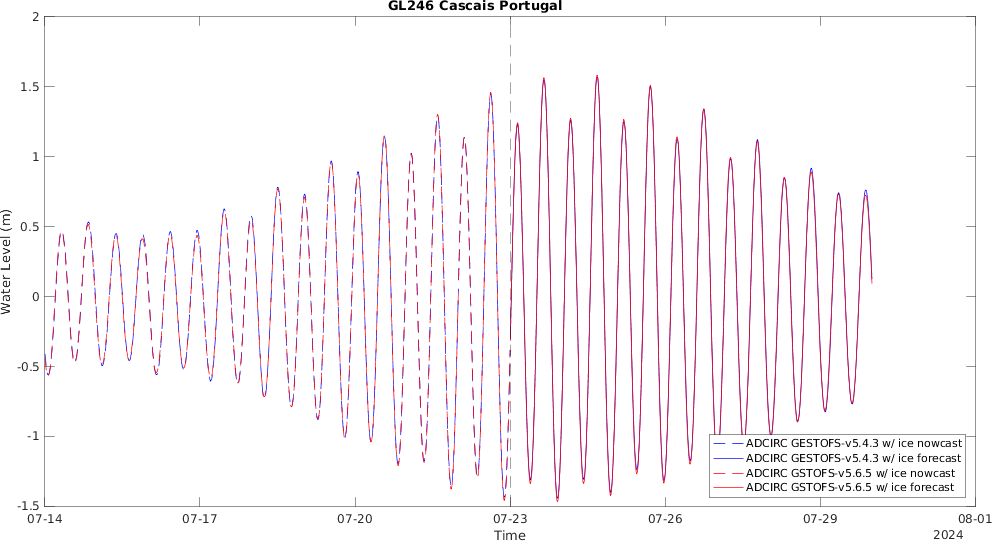 GL246 Cascais Portugal
Water Level (m)
2
1.5
1
0.5
0
-0.5
-1
-1.5
ADCIRC GESTOFS-v5.4.3 w/ ice nowcast
ADCIRC GESTOFS-v5.4.3 w/ ice forecast
ADCIRC GSTOFS-v5.6.5 w/ ice nowcast
ADCIRC GSTOFS-v5.6.5 w/ ice forecast
07-14 07-17 07-20 07-23 07-26 07-29 08-01
Time
2024